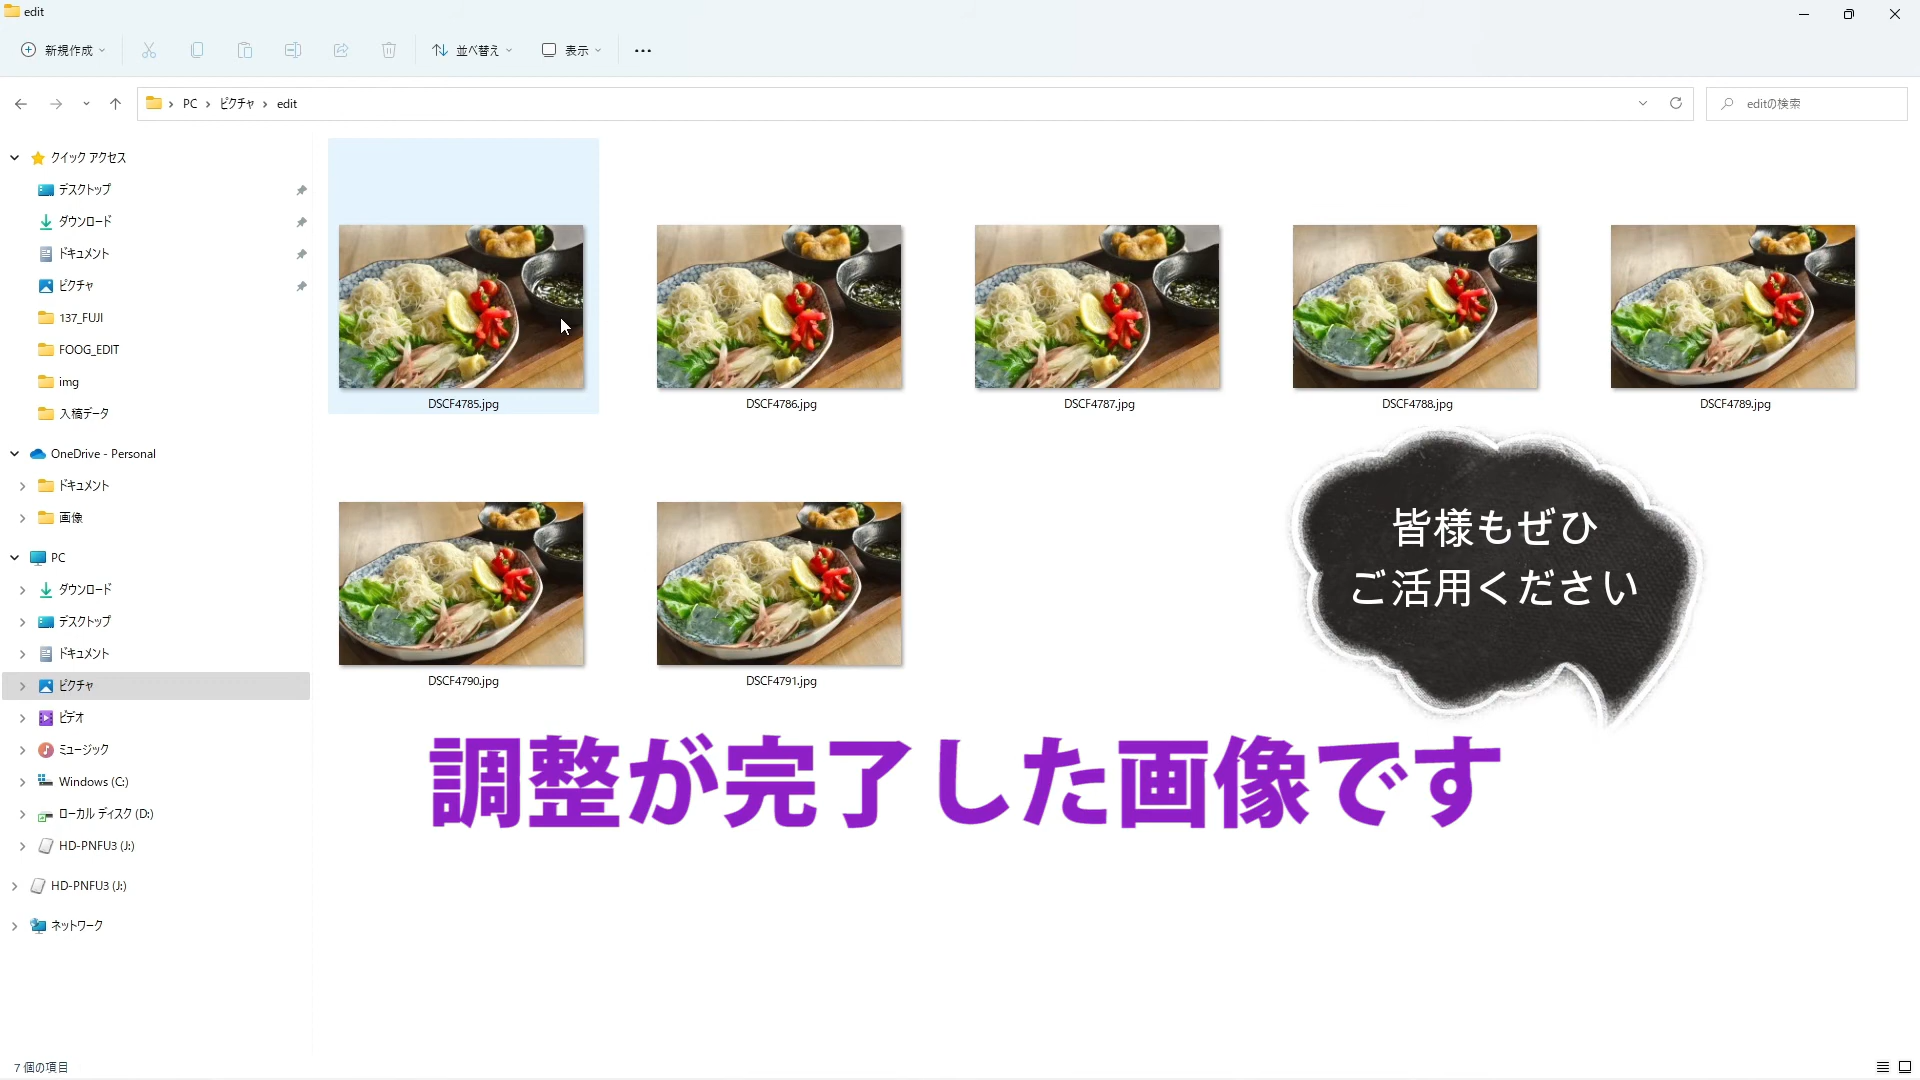 edit
新規作成
並べ替え
表示
PC
ピクチャ
edit
editの検索
クイック アクセス
デスクトップ
ダウンロード
ドキュメント
ピクチャ
137_FUJI
FOOG_EDIT
img
入稿データ
OneDrive - Personal
ドキュメント
画像
PC
ダウンロード
デスクトップ
ドキュメント
ピクチャ
ビデオ
ミュージック
Windows (C:)
ローカル ディスク (D:)
HD-PNFU3 (J:)
HD-PNFU3 (J:)
ネットワーク
DSCF4785.jpg
DSCF4786.jpg
DSCF4787.jpg
DSCF4788.jpg
DSCF4789.jpg
DSCF4790.jpg
DSCF4791.jpg
皆様もぜひ
ご活用ください
調整が完了した画像です
7 個の項目